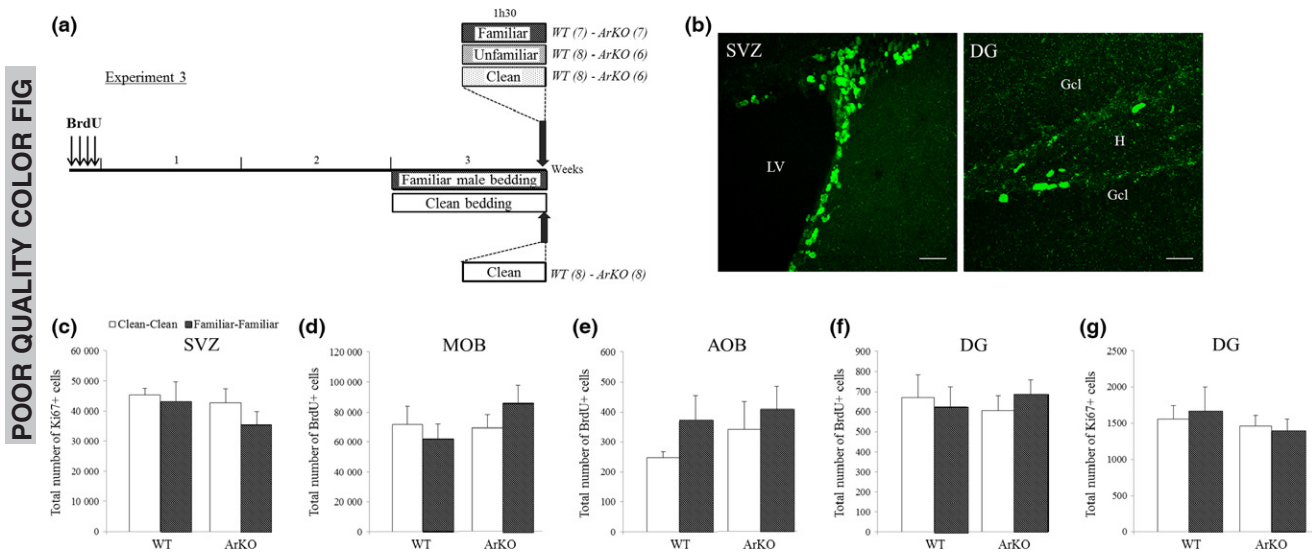 POOR QUALITY COLOR FIG
(a)
Experiment 3
BrdU
1
2
3
Weeks
1h30
Familiar WT (7) - ArKO (7)
Unfamiliar WT (8) - ArKO (6)
Clean WT (8) - ArKO (6)
Familiar male bedding
Clean bedding
Clean WT (8) - ArKO (8)
(b)
SVZ
LV
DG
Gcl
H
Gcl
(c)
Clean-Clean Familiar-Familiar
SVZ
Total number of Ki67+ cells
60 000
50 000
40 000
30 000
20 000
10 000
0
WT ArKO
(d)
MOB
Total number of BrdU+ cells
120 000
100 000
80 000
60 000
40 000
20 000
0
WT ArKO
(e)
AOB
Total number of BrdU+ cells
600
500
400
300
200
100
0
WT ArKO
(f)
DG
Total number of BrdU+ cells
900
800
700
600
500
400
300
200
100
0
WT ArKO
(g)
DG
Total number of Ki67+ cells
2500
2000
1500
1000
500
0
WT ArKO